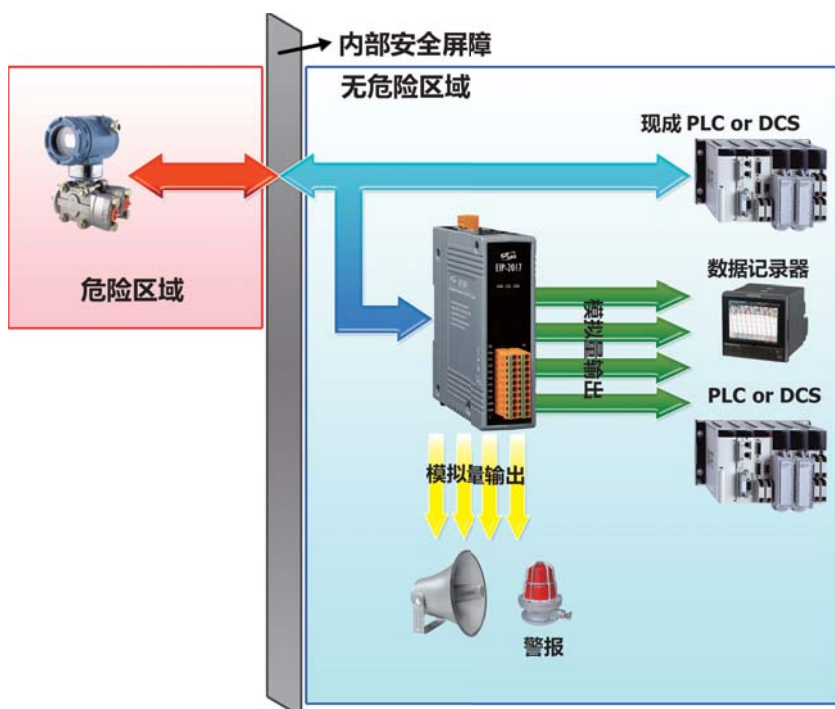 内部安全屏障
无危险区域
现成 PLC or DCS
危险区域
EIP-2017
数据记录器
模拟量输出
PLC or DCS
模拟量输出
警报